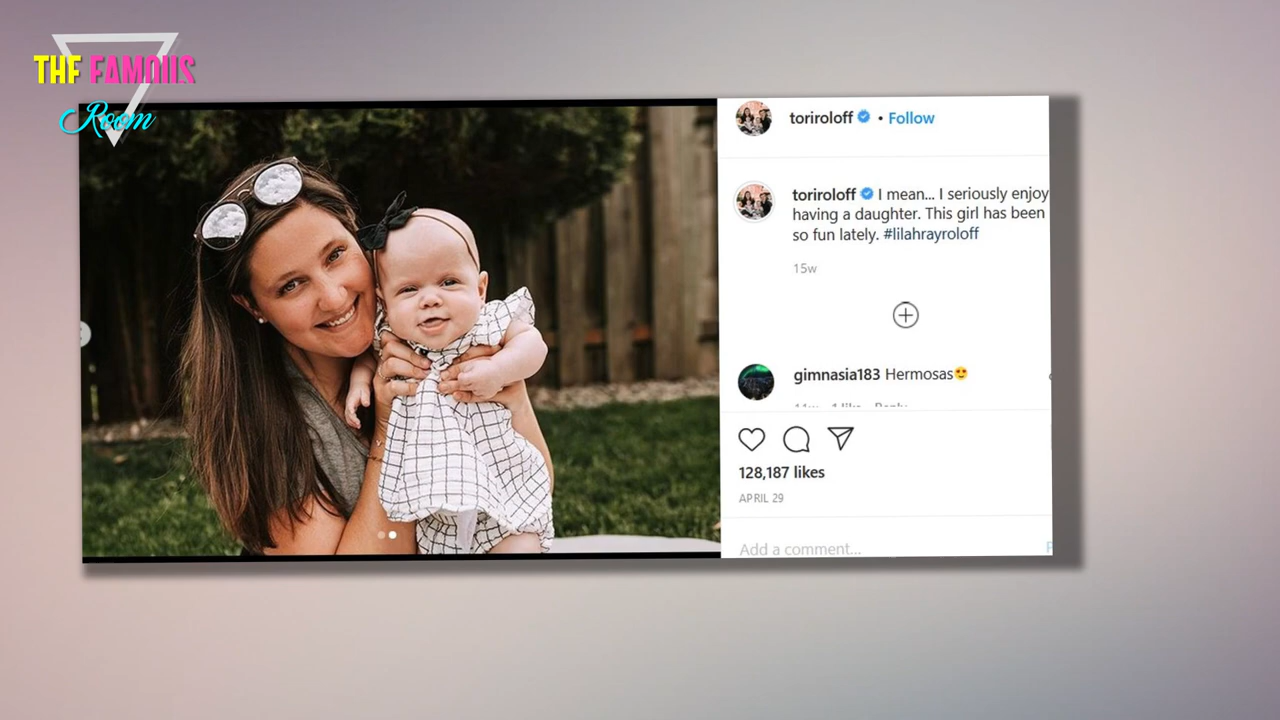 THE FAMOUS
Room
toriroloff • Follow
toriroloff I mean... I seriously enjoy
having a daughter. This girl has been
so fun lately. #lilahrayroloff
15w
gimnasia183 Hermosas😍
128,187 likes
APRIL 29
Add a comment...